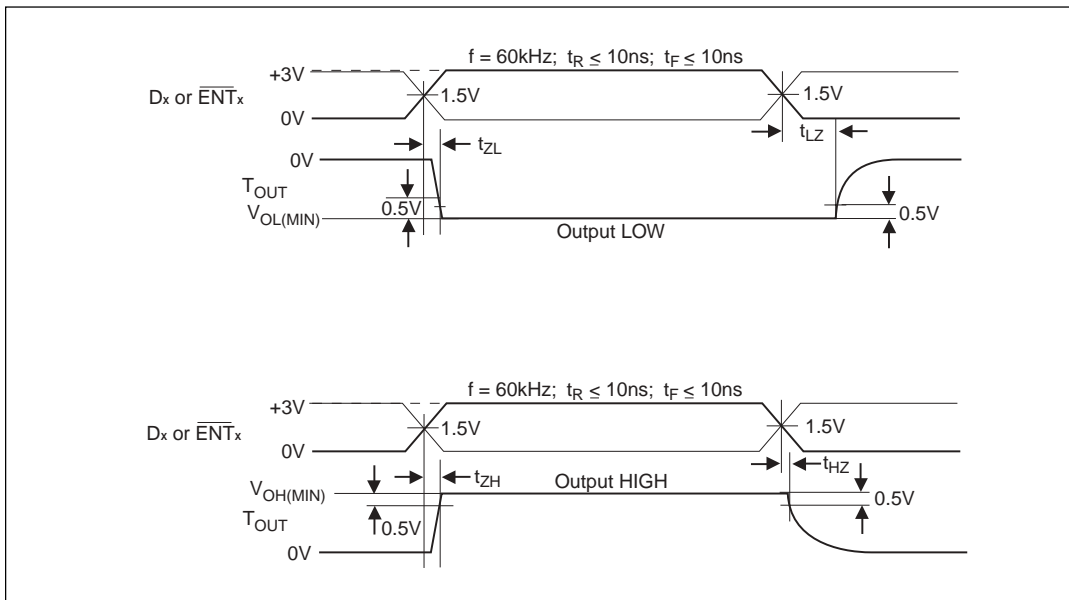 f = 60kHz; tR ≤ 10ns; tF ≤ 10ns
+3V
Dx or E̅N̅T̅x
1.5V
1.5V
0V
tZL
tLZ
0V
TOUT
0.5V
VOL(MIN)
0.5V
Output LOW
f = 60kHz; tR ≤ 10ns; tF ≤ 10ns
+3V
Dx or E̅N̅T̅x
1.5V
1.5V
0V
tZH
tHZ
VOH(MIN)
Output HIGH
0.5V
TOUT
0.5V
0V